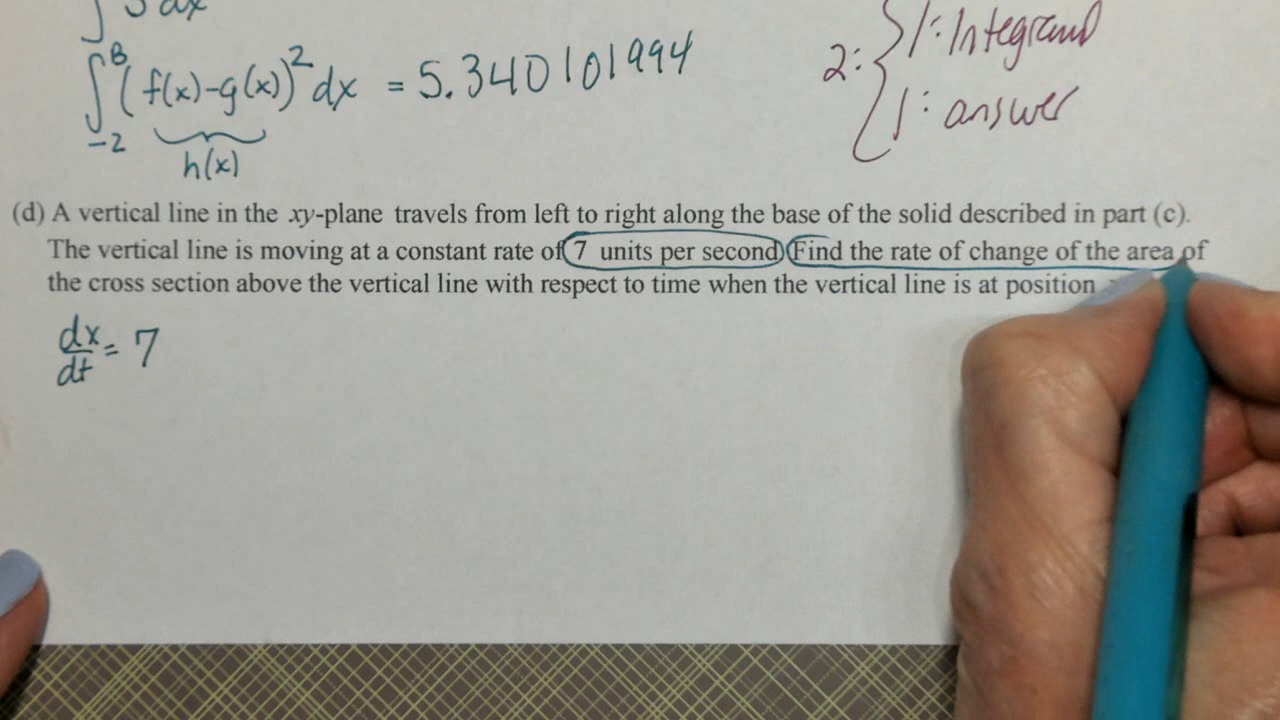 ∫ 3 dx
∫₋₂ᴮ (f(x)-g(x))² dx = 5.340101994
h(x)
2: { 1: Integrand
1: answer
(d) A vertical line in the xy-plane travels from left to right along the base of the solid described in part (c).
The vertical line is moving at a constant rate of 7 units per second. Find the rate of change of the area of
the cross section above the vertical line with respect to time when the vertical line is at position
dx/dt = 7